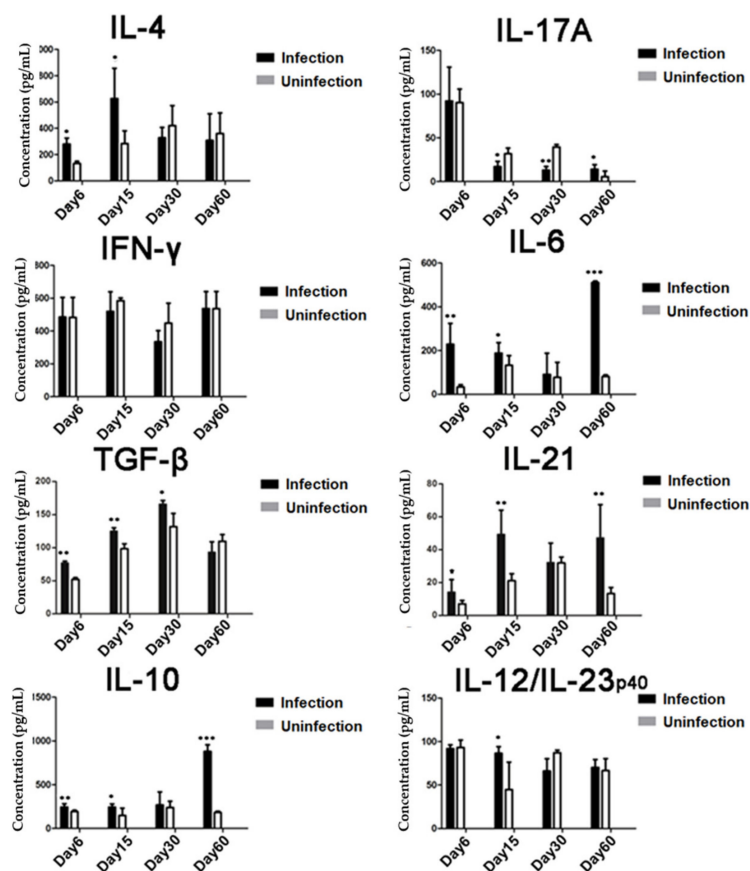 IL-4
Concentration (pg/mL)
800
600
400
200
0
*
*
Day6
Day15
Day30
Day60
Infection
Uninfection
IL-17A
Concentration (pg/mL)
150
100
50
0
*
**
*
Day6
Day15
Day30
Day60
Infection
Uninfection
IFN-γ
Concentration (pg/mL)
800
600
400
200
0
Day6
Day15
Day30
Day60
Infection
Uninfection
IL-6
Concentration (pg/mL)
600
400
200
0
**
*
***
Day6
Day15
Day30
Day60
Infection
Uninfection
TGF-β
Concentration (pg/mL)
200
150
100
50
0
**
**
*
Day6
Day15
Day30
Day60
Infection
Uninfection
IL-21
Concentration (pg/mL)
80
60
40
20
0
*
**
**
Day6
Day15
Day30
Day60
Infection
Uninfection
IL-10
Concentration (pg/mL)
1500
1000
500
0
**
*
***
Day6
Day15
Day30
Day60
Infection
Uninfection
IL-12/IL-23p40
Concentration (pg/mL)
150
100
50
0
*
Day6
Day15
Day30
Day60
Infection
Uninfection